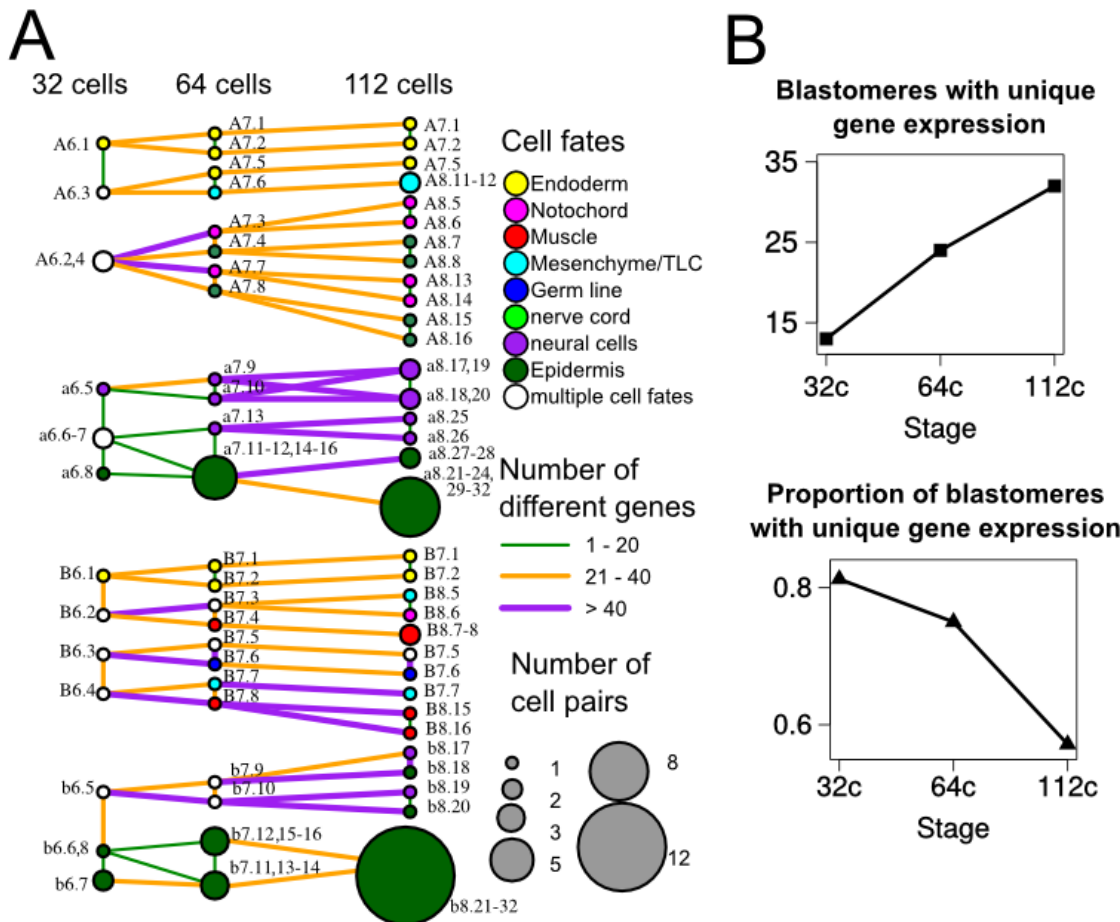 A
32 cells
64 cells
112 cells
A6.1
A6.3
A6.2,4
a6.5
a6.6-7
a6.8
B6.1
B6.2
B6.3
B6.4
b6.5
b6.6,8
b6.7
A7.1
A7.2
A7.5
A7.6
A7.3
A7.4
A7.7
A7.8
a7.9
a7.10
a7.13
a7.11-12,14-16
B7.1
B7.2
B7.3
B7.4
B7.5
B7.6
B7.7
B7.8
b7.9
b7.10
b7.12,15-16
b7.11,13-14
A7.1
A7.2
A7.5
A8.11-12
A8.5
A8.6
A8.7
A8.8
A8.13
A8.14
A8.15
A8.16
a8.17,19
a8.18,20
a8.25
a8.26
a8.27-28
a8.21-24,
29-32
B7.1
B7.2
B8.5
B8.6
B8.7-8
B7.5
B7.6
B7.7
B8.15
B8.16
b8.17
b8.18
b8.19
b8.20
b8.21-32
Cell fates
Endoderm
Notochord
Muscle
Mesenchyme/TLC
Germ line
nerve cord
neural cells
Epidermis
multiple cell fates
Number of
different genes
1 - 20
21 - 40
> 40
Number of
cell pairs
1
2
3
5
8
12
B
Blastomeres with unique
gene expression
35
25
15
32c 64c 112c
Stage
Proportion of blastomeres
with unique gene expression
0.8
0.6
32c 64c 112c
Stage